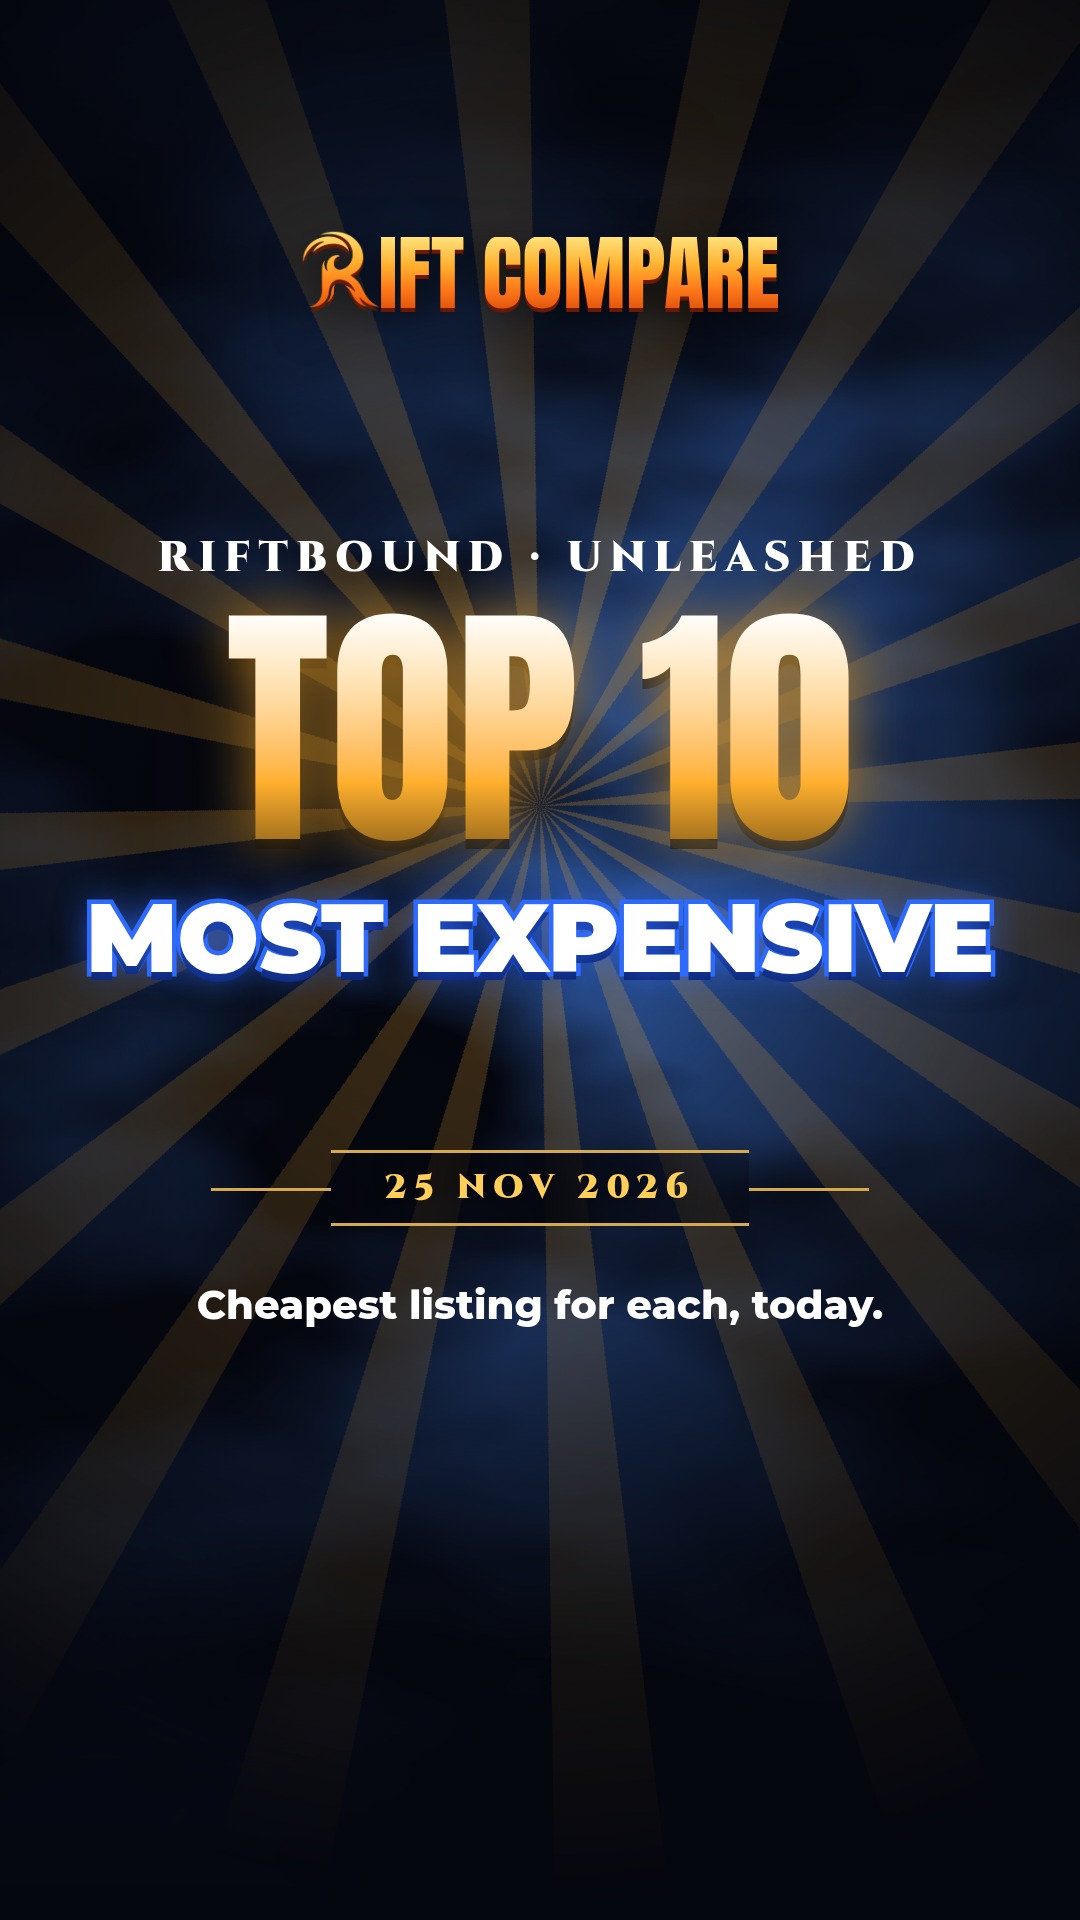 RIFT COMPARE
RIFTBOUND · UNLEASHED
TOP 10
MOST EXPENSIVE
25 NOV 2026
Cheapest listing for each, today.